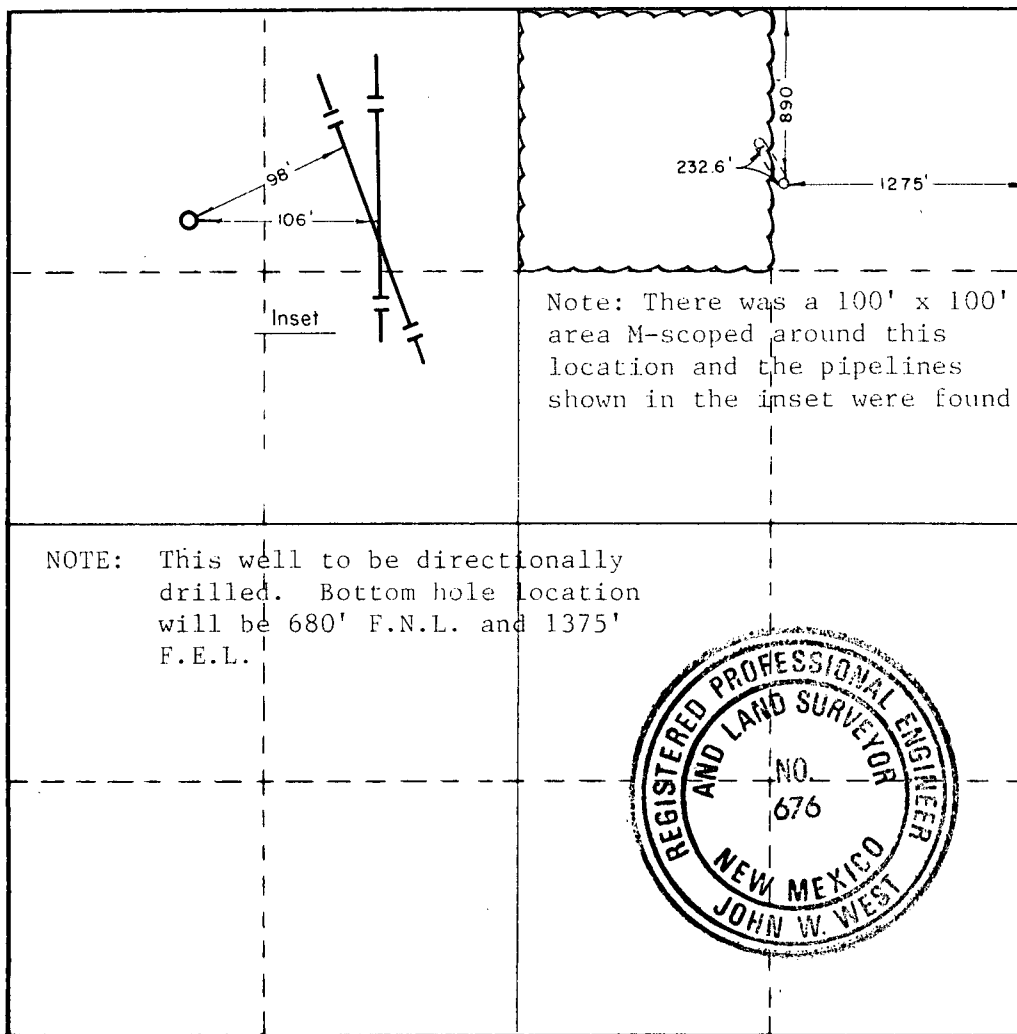 98'
106'
Inset
890'
232.6'
1275'
Note: There was a 100' x 100'
area M-scoped around this
location and the pipelines
shown in the inset were found
NOTE: This well to be directionally
drilled. Bottom hole location
will be 680' F.N.L. and 1375'
F.E.L.
REGISTERED PROFESSIONAL ENGINEER
AND LAND SURVEYOR
NO.
676
NEW MEXICO
JOHN W. WEST